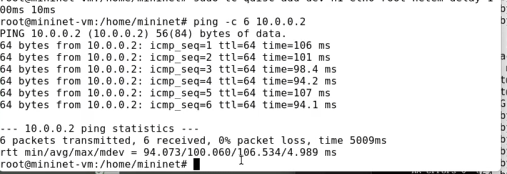 00ms 10ms
root@mininet-vm:/home/mininet# ping -c 6 10.0.0.2
PING 10.0.0.2 (10.0.0.2) 56(84) bytes of data.
64 bytes from 10.0.0.2: icmp_seq=1 ttl=64 time=106 ms
64 bytes from 10.0.0.2: icmp_seq=2 ttl=64 time=101 ms
64 bytes from 10.0.0.2: icmp_seq=3 ttl=64 time=98.4 ms
64 bytes from 10.0.0.2: icmp_seq=4 ttl=64 time=94.2 ms
64 bytes from 10.0.0.2: icmp_seq=5 ttl=64 time=107 ms
64 bytes from 10.0.0.2: icmp_seq=6 ttl=64 time=94.1 ms
--- 10.0.0.2 ping statistics ---
6 packets transmitted, 6 received, 0% packet loss, time 5009ms
rtt min/avg/max/mdev = 94.073/100.060/106.534/4.989 ms
root@mininet-vm:/home/mininet#